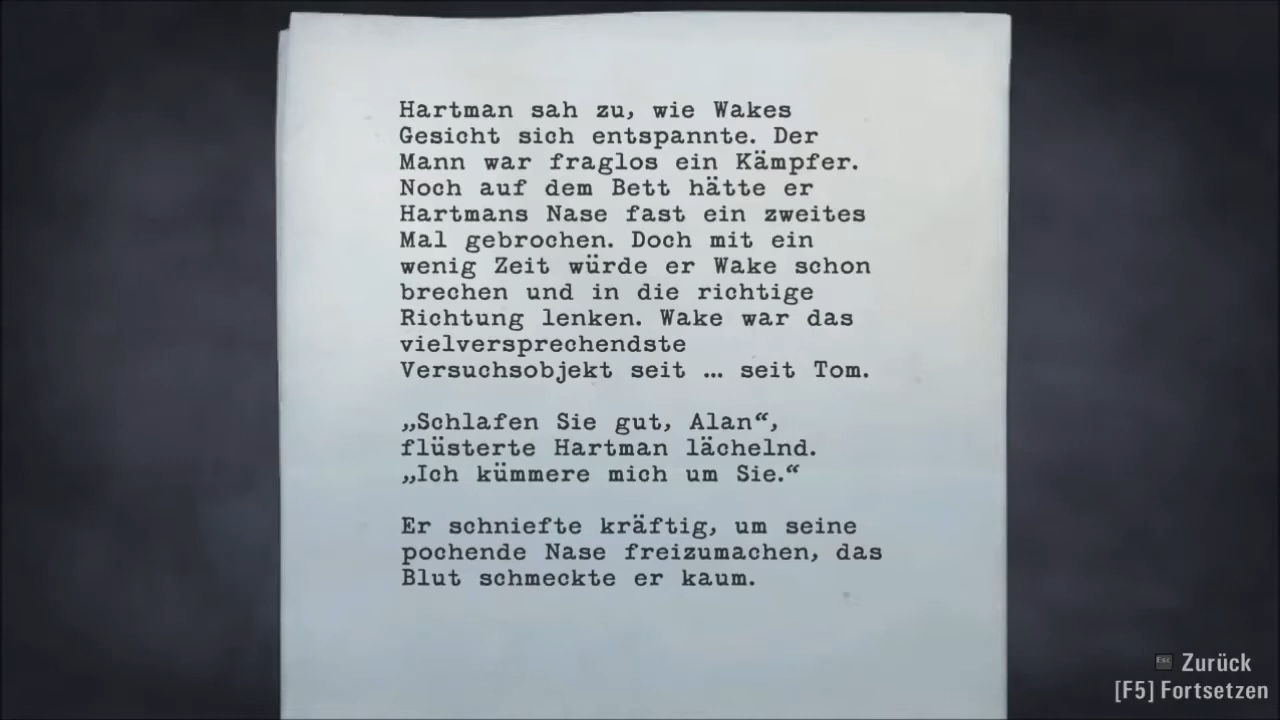 Hartman sah zu, wie Wakes
Gesicht sich entspannte. Der
Mann war fraglos ein Kämpfer.
Noch auf dem Bett hätte er
Hartmans Nase fast ein zweites
Mal gebrochen. Doch mit ein
wenig Zeit würde er Wake schon
brechen und in die richtige
Richtung lenken. Wake war das
vielversprechendste
Versuchsobjekt seit … seit Tom.
„Schlafen Sie gut, Alan“,
flüsterte Hartman lächelnd.
„Ich kümmere mich um Sie.“
Er schniefte kräftig, um seine
pochende Nase freizumachen, das
Blut schmeckte er kaum.
Esc Zurück
[F5] Fortsetzen